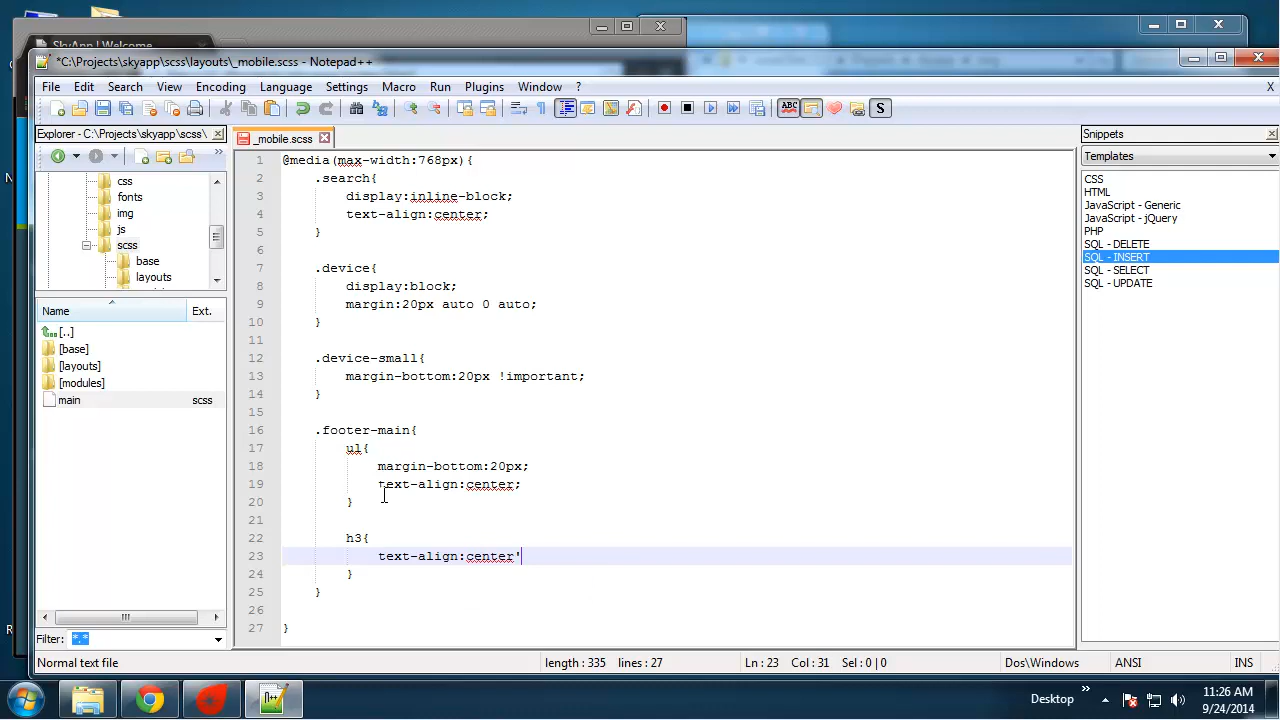 SkyApp | Welcome
*C:\Projects\skyapp\scss\layouts\_mobile.scss - Notepad++
File Edit Search View Encoding Language Settings Macro Run Plugins Window ? X
ABC S
Explorer - C:\Projects\skyapp\scss\
_mobile.scss
Snippets
Templates
css
fonts
img
js
scss
base
layouts
Name Ext.
[..]
[base]
[layouts]
[modules]
main scss
Filter: *.*
1 @media(max-width:768px){
2 .search{
3 display:inline-block;
4 text-align:center;
5 }
6
7 .device{
8 display:block;
9 margin:20px auto 0 auto;
10 }
11
12 .device-small{
13 margin-bottom:20px !important;
14 }
15
16 .footer-main{
17 ul{
18 margin-bottom:20px;
19 text-align:center;
20 }
21
22 h3{
23 text-align:center'
24 }
25 }
26
27 }
CSS
HTML
JavaScript - Generic
JavaScript - jQuery
PHP
SQL - DELETE
SQL - INSERT
SQL - SELECT
SQL - UPDATE
Normal text file length : 335 lines : 27 Ln : 23 Col : 31 Sel : 0 | 0 Dos\Windows ANSI INS
Desktop
11:26 AM
9/24/2014